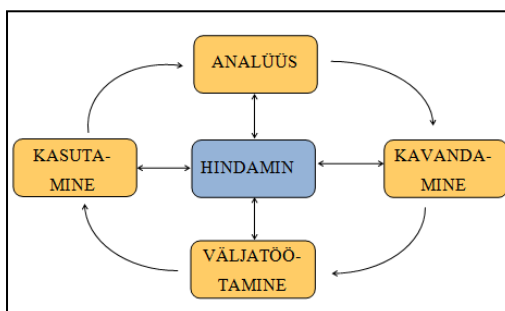 ANALÜÜS
KASUTA-
MINE
HINDAMIN
KAVANDA-
MINE
VÄLJATÖÖ-
TAMINE